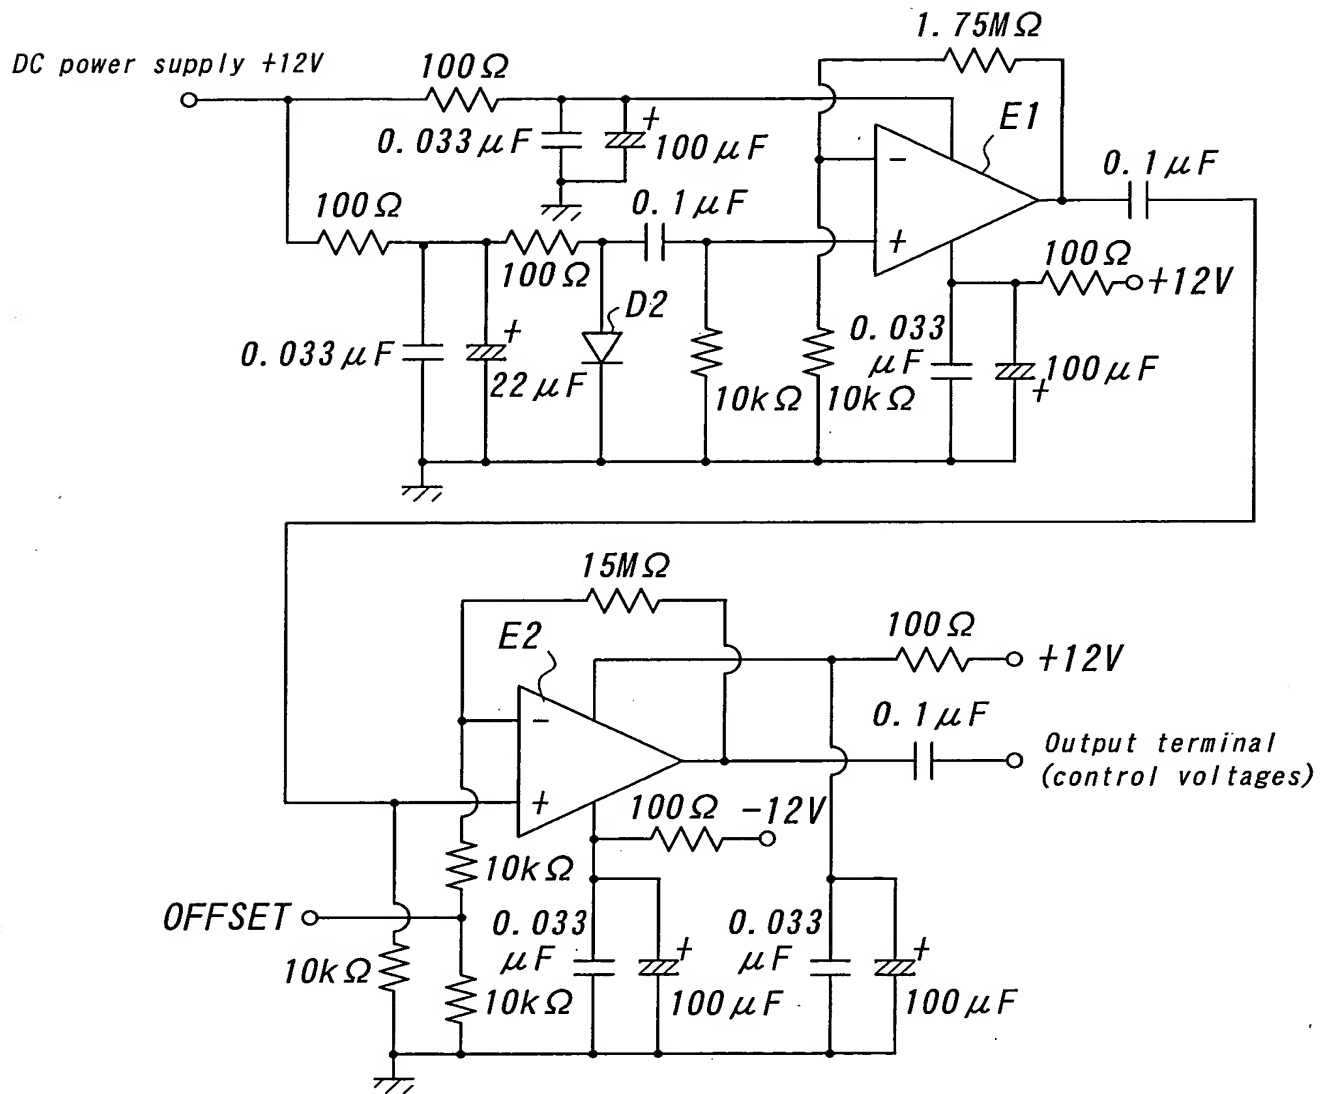 1.75MΩ
DC power supply +12V
100Ω
E1
0.033μF
+
100μF
−
0.1μF
100Ω
0.1μF
+
100Ω
100Ω
+12V
D2
0.033
μF
0.033μF
+
22μF
10kΩ
10kΩ
+
100μF
15MΩ
E2
100Ω
+12V
−
0.1μF
Output terminal
(control voltages)
+
100Ω
-12V
10kΩ
OFFSET
0.033
μF
+
0.033
μF
+
10kΩ
10kΩ
100μF
100μF